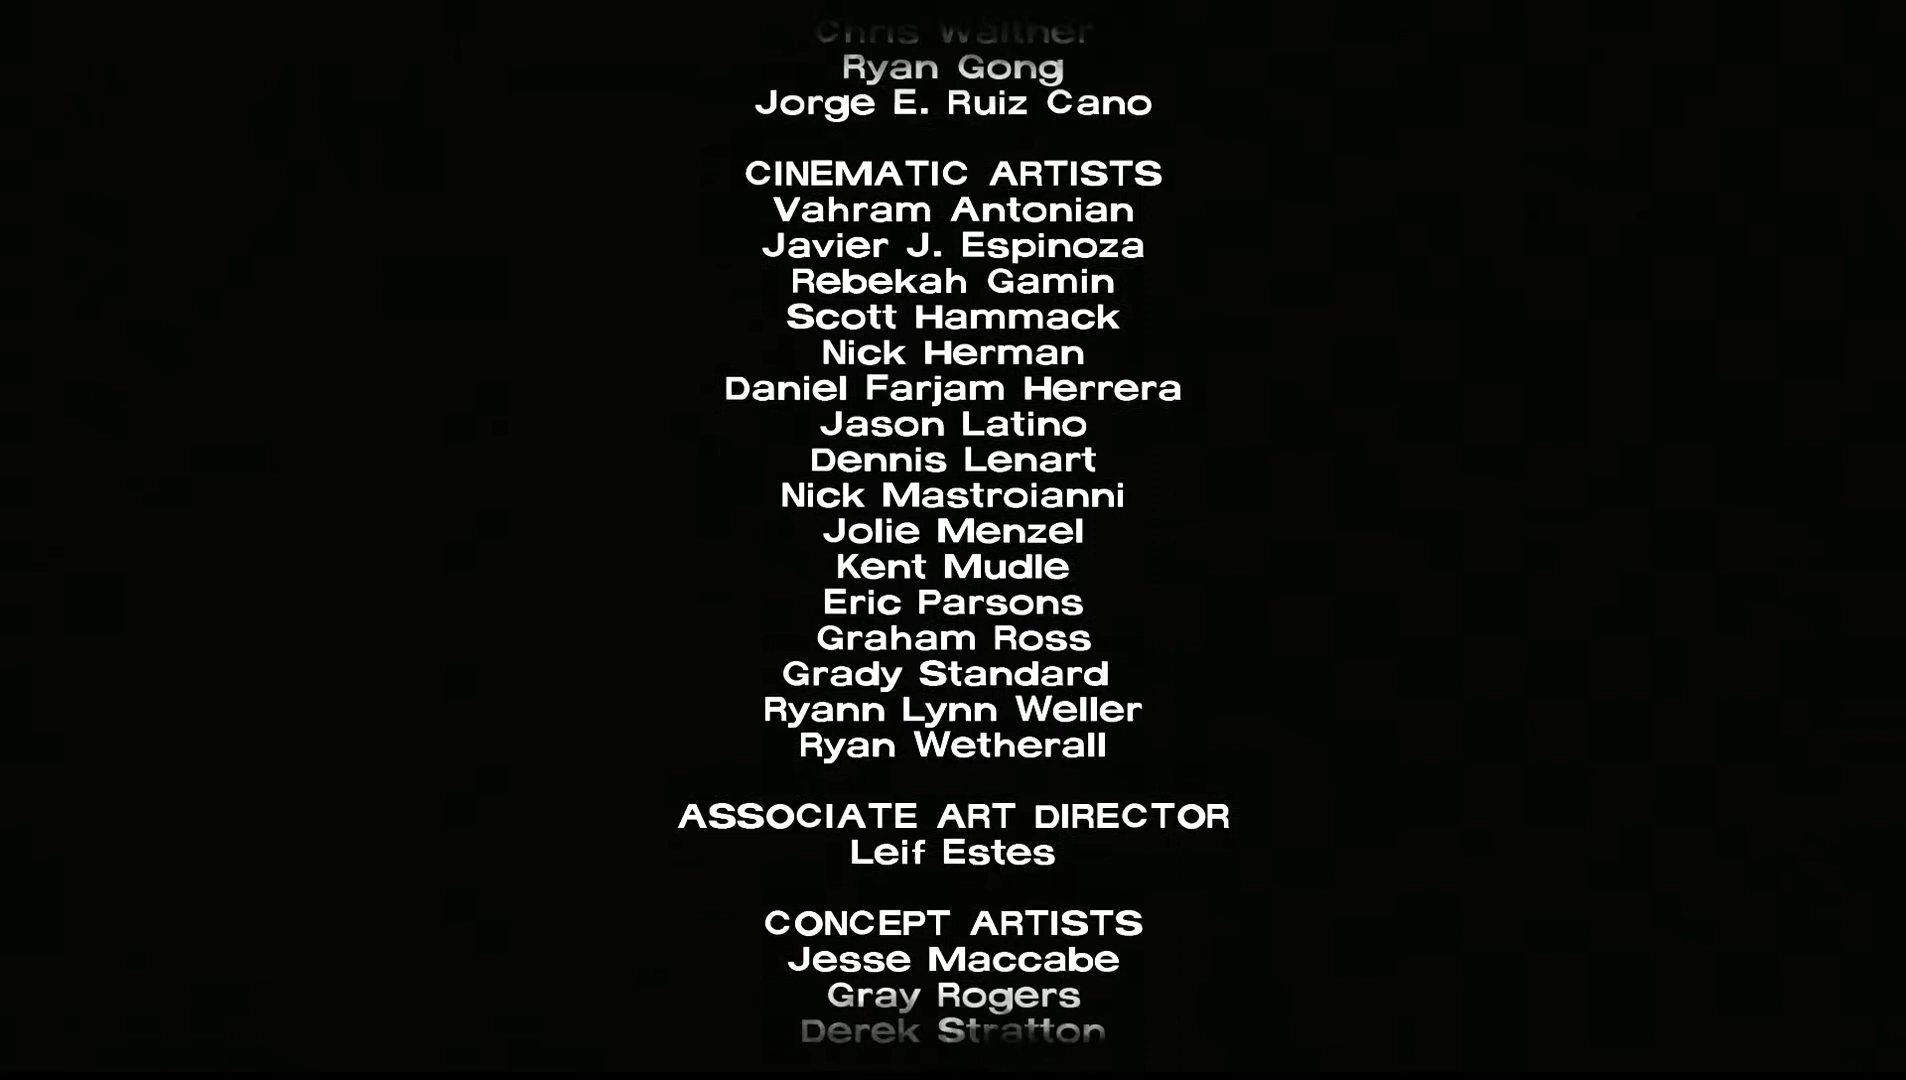 Chris Wallner
Ryan Gong
Jorge E. Ruiz Cano
CINEMATIC ARTISTS
Vahram Antonian
Javier J. Espinoza
Rebekah Gamin
Scott Hammack
Nick Herman
Daniel Farjam Herrera
Jason Latino
Dennis Lenart
Nick Mastroianni
Jolie Menzel
Kent Mudle
Eric Parsons
Graham Ross
Grady Standard
Ryann Lynn Weller
Ryan Wetherall
ASSOCIATE ART DIRECTOR
Leif Estes
CONCEPT ARTISTS
Jesse Maccabe
Gray Rogers
Derek Stratton